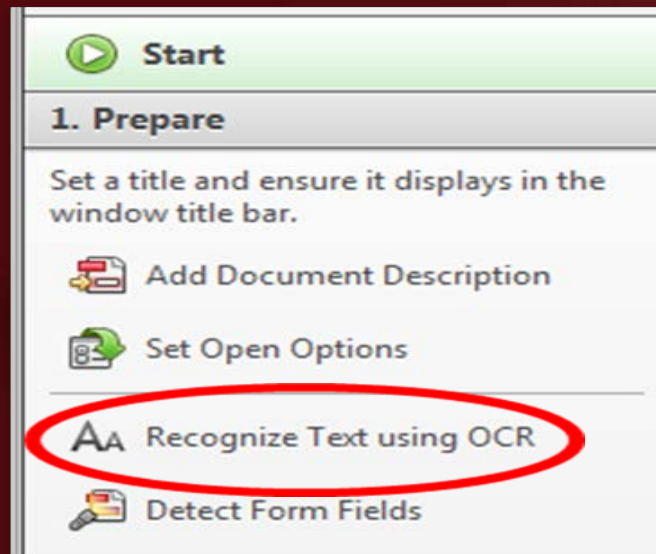 Start
1. Prepare
Set a title and ensure it displays in the
window title bar.
Add Document Description
Set Open Options
AA Recognize Text using OCR
Detect Form Fields